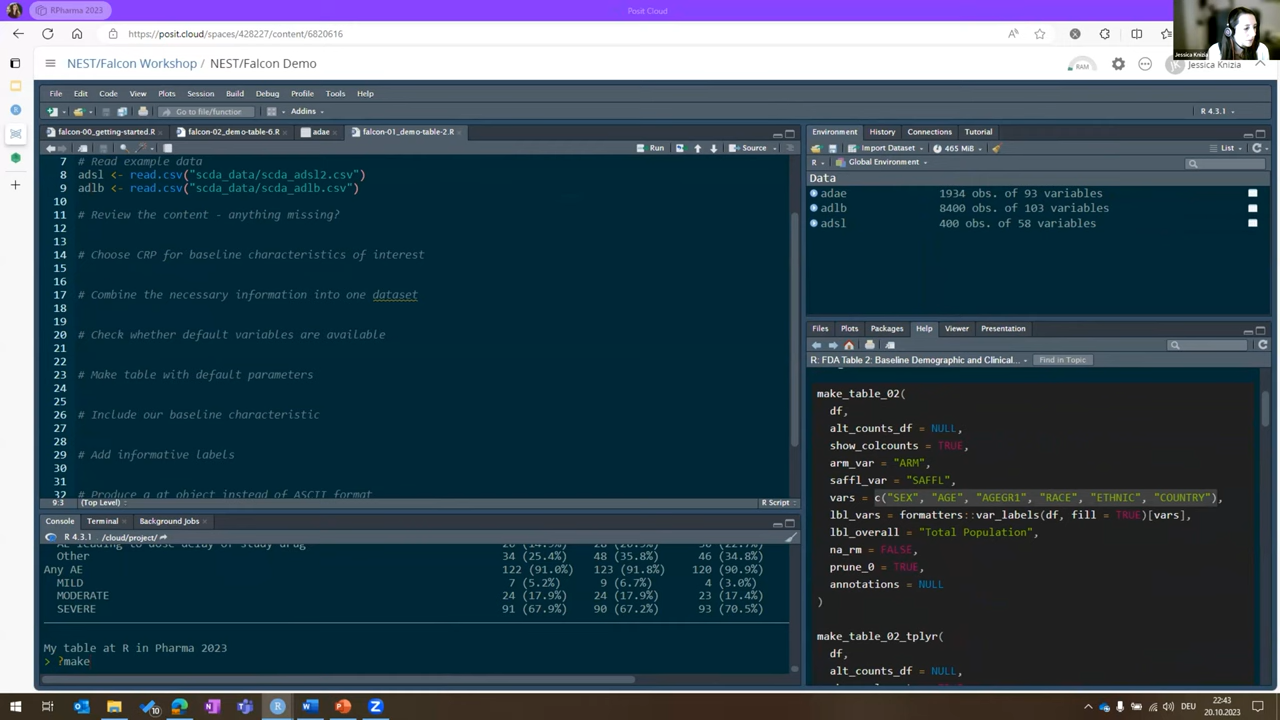 RPharma 2023
Posit Cloud
https://posit.cloud/spaces/428227/content/6820616
Jessica Knizia
NEST/Falcon Workshop / NEST/Falcon Demo
RAM
Jessica Knizia
File Edit Code View Plots Session Build Debug Profile Tools Help
Go to file/function
Addins
R 4.3.1
falcon-00_getting-started.R
falcon-02_demo-table-6.R
adae
falcon-01_demo-table-2.R
Run
Source
7 # Read example data
8 adsl <- read.csv("scda_data/scda_adsl2.csv")
9 adlb <- read.csv("scda_data/scda_adlb.csv")
10
11 # Review the content - anything missing?
12
13
14 # Choose CRP for baseline characteristics of interest
15
16
17 # Combine the necessary information into one dataset
18
19
20 # Check whether default variables are available
21
22
23 # Make table with default parameters
24
25
26 # Include our baseline characteristic
27
28
29 # Add informative labels
30
31
32 # Produce a gt object instead of ASCII format
9:3 (Top Level)
R Script
Console Terminal Background Jobs
R 4.3.1 . /cloud/project/
Other 34 (25.4%) 48 (35.8%) 46 (34.8%)
Any AE 122 (91.0%) 123 (91.8%) 120 (90.9%)
MILD 7 (5.2%) 9 (6.7%) 4 (3.0%)
MODERATE 24 (17.9%) 24 (17.9%) 23 (17.4%)
SEVERE 91 (67.9%) 90 (67.2%) 93 (70.5%)
My table at R in Pharma 2023
> ?make
Environment History Connections Tutorial
Import Dataset 465 MiB List
R Global Environment
Data
adae 1934 obs. of 93 variables
adlb 8400 obs. of 103 variables
adsl 400 obs. of 58 variables
Files Plots Packages Help Viewer Presentation
R: FDA Table 2: Baseline Demographic and Clinical... Find in Topic
make_table_02(
df,
alt_counts_df = NULL,
show_colcounts = TRUE,
arm_var = "ARM",
saffl_var = "SAFFL",
vars = c("SEX", "AGE", "AGEGR1", "RACE", "ETHNIC", "COUNTRY"),
lbl_vars = formatters::var_labels(df, fill = TRUE)[vars],
lbl_overall = "Total Population",
na_rm = FALSE,
prune_0 = TRUE,
annotations = NULL
)
make_table_02_tplyr(
df,
alt_counts_df = NULL,
DEU
22:43
20.10.2023